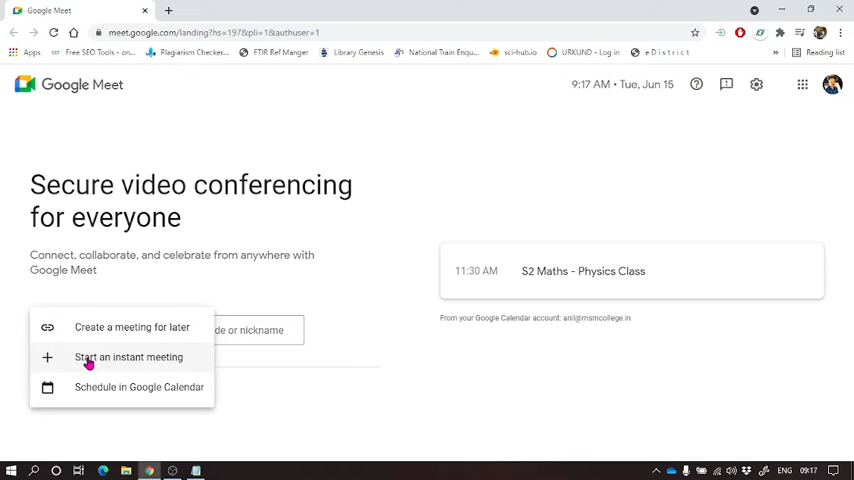 Google Meet
meet.google.com/landing?hs=197&pli=1&authuser=1
Apps
Free SEO Tools - on...
Plagiarism Checker...
FTIR Ref Manger
Library Genesis
National Train Enqu...
sci-hub.io
URKUND - Log in
e D i s t r i c t
»
Reading list
Google Meet
9:17 AM • Tue, Jun 15
Secure video conferencing
for everyone
Connect, collaborate, and celebrate from anywhere with
Google Meet
11:30 AM S2 Maths - Physics Class
From your Google Calendar account: anil@msmcollege.in
Create a meeting for later
de or nickname
Start an instant meeting
Schedule in Google Calendar
ENG
09:17